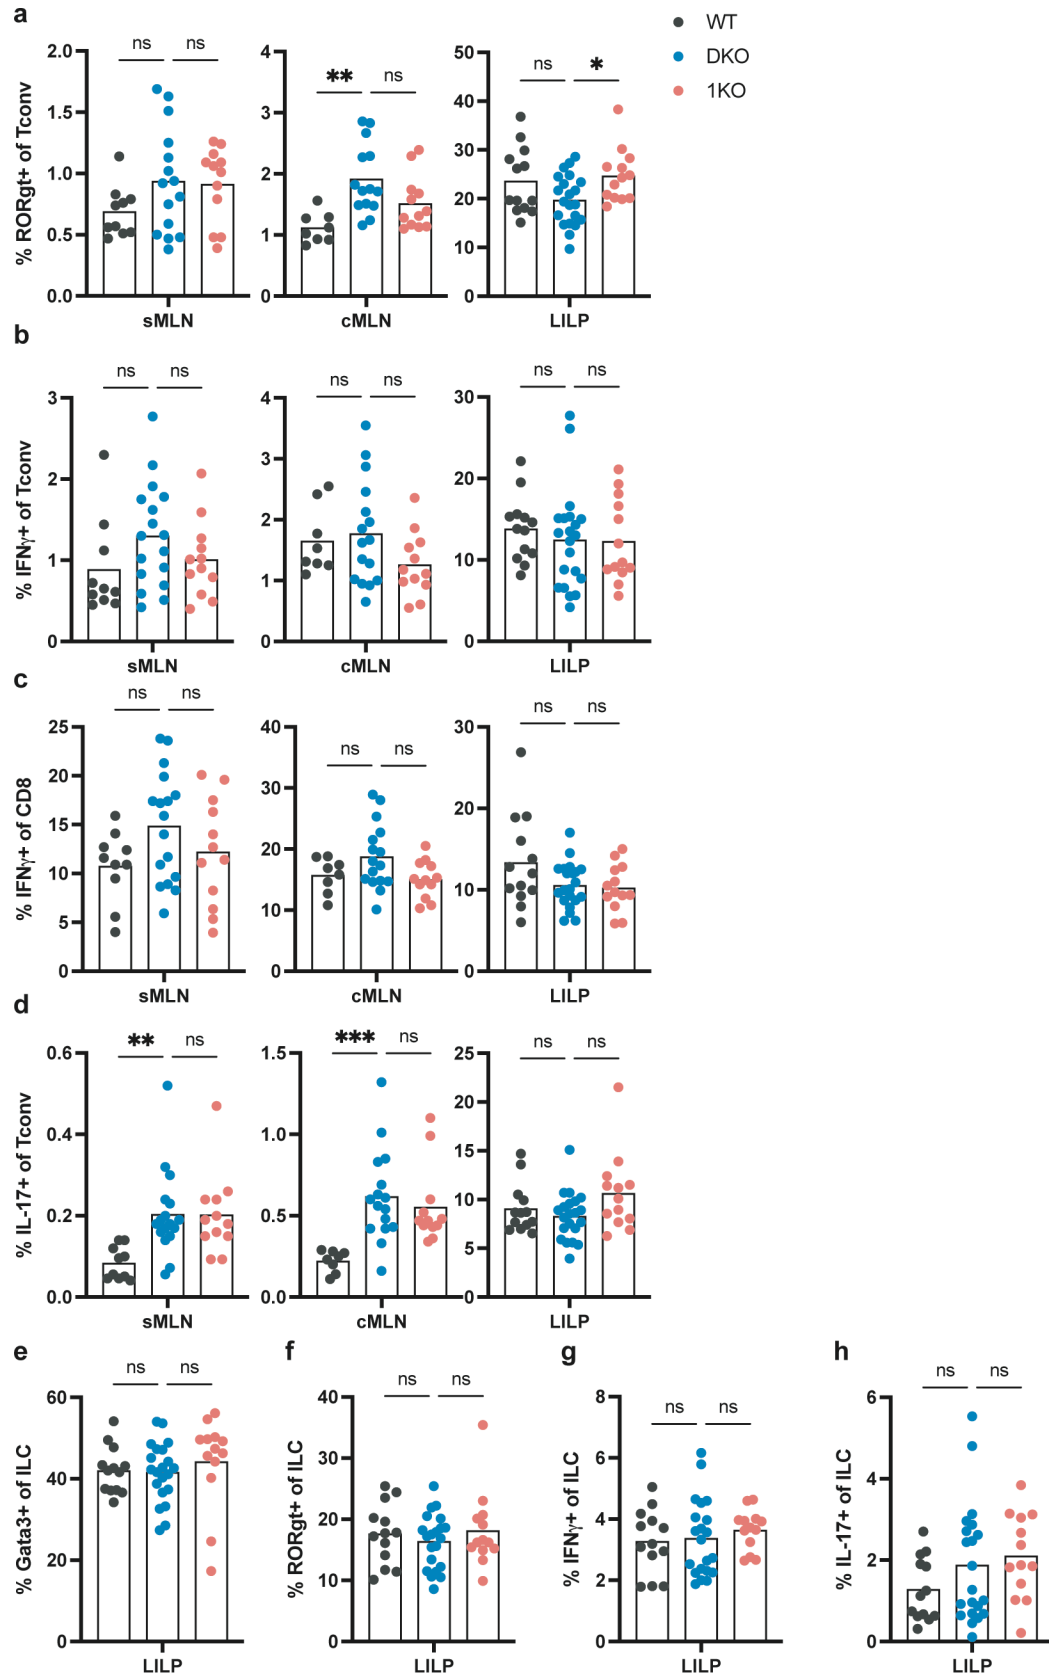 a
WT
DKO
1KO
% RORgt+ of Tconv
2.0
1.5
1.0
0.5
0.0
ns ns
sMLN
4
3
2
1
0
** ns
cMLN
50
40
30
20
10
0
ns *
LILP
b
% IFNγ+ of Tconv
3
2
1
0
ns ns
sMLN
4
3
2
1
0
ns ns
cMLN
30
20
10
0
ns ns
LILP
c
% IFNγ+ of CD8
25
20
15
10
5
0
ns ns
sMLN
40
30
20
10
0
ns ns
cMLN
30
20
10
0
ns ns
LILP
d
% IL-17+ of Tconv
0.6
0.4
0.2
0.0
** ns
sMLN
1.5
1.0
0.5
0.0
*** ns
cMLN
25
20
15
10
5
0
ns ns
LILP
e
% Gata3+ of ILC
60
40
20
0
ns ns
LILP
f
% RORgt+ of ILC
40
30
20
10
0
ns ns
LILP
g
% IFNγ+ of ILC
8
6
4
2
0
ns ns
LILP
h
% IL-17+ of ILC
6
4
2
0
ns ns
LILP